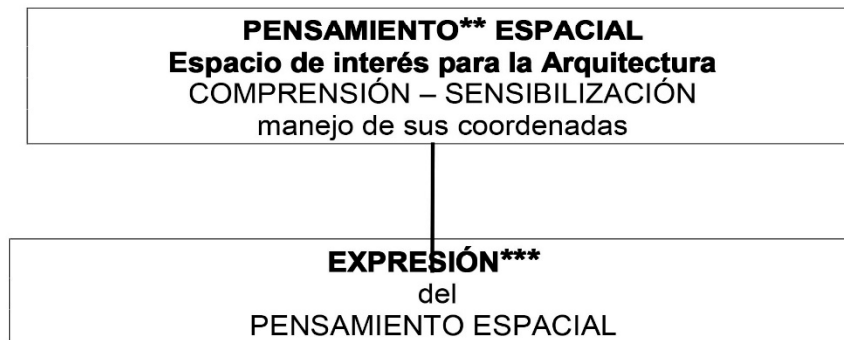 PENSAMIENTO** ESPACIAL
Espacio de interés para la Arquitectura
COMPRENSIÓN – SENSIBILIZACIÓN
manejo de sus coordenadas
EXPRESIÓN***
del
PENSAMIENTO ESPACIAL